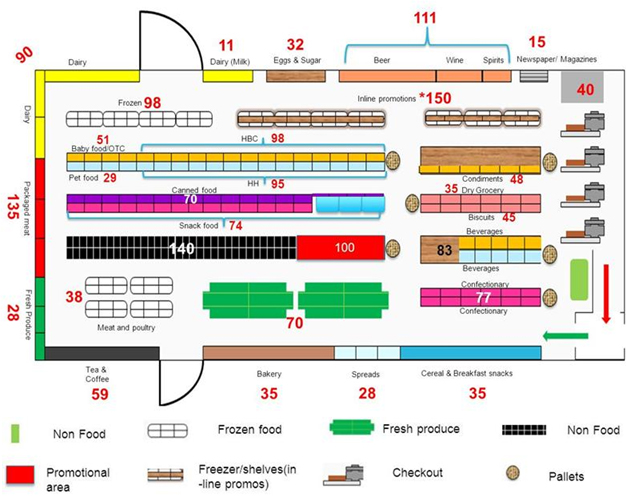 111
90
11
32
15
Dairy
Dairy (Milk)
Eggs & Sugar
Beer
Wine
Spirits
Newspaper/ Magazines
40
Dairy
Frozen 98
Inline promotions *150
51
Baby food/OTC
HBC 98
Pet food 29
HH 95
Condiments 48
Packaged meat
135
Canned food
70
35 Dry Grocery
Biscuits 45
Snack food 74
Beverages
140
100
83
Beverages
Fresh Produce
28
38
Meat and poultry
70
Confectionary
77
Confectionary
Tea &
Coffee
59
Bakery
35
Spreads
28
Cereal & Breakfast snacks
35
Non Food
Frozen food
Fresh produce
Non Food
Promotional
area
Freezer/shelves(in
-line promos)
Checkout
Pallets